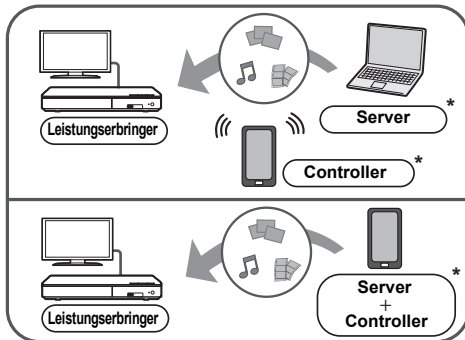 Leistungserbringer
Server*
Controller*
Leistungserbringer
Server*
+
Controller